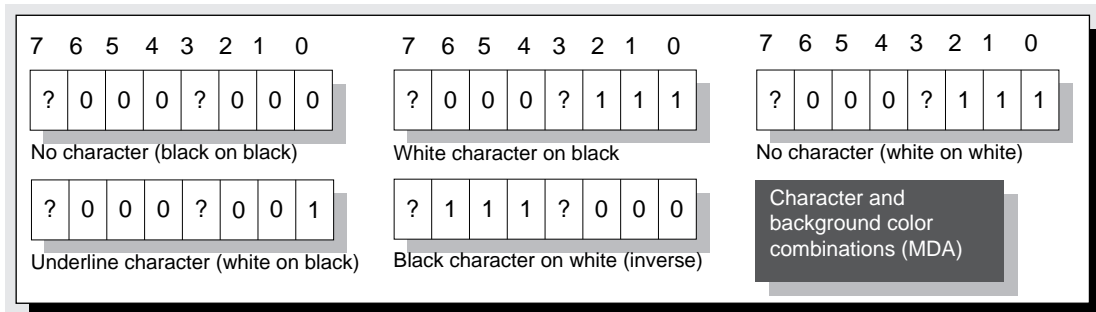 7 6 5 4 3 2 1 0
? 0 0 0 ? 0 0 0
No character (black on black)
7 6 5 4 3 2 1 0
? 0 0 0 ? 1 1 1
White character on black
7 6 5 4 3 2 1 0
? 0 0 0 ? 1 1 1
No character (white on white)
? 0 0 0 ? 0 0 1
Underline character (white on black)
? 1 1 1 ? 0 0 0
Black character on white (inverse)
Character and
background color
combinations (MDA)